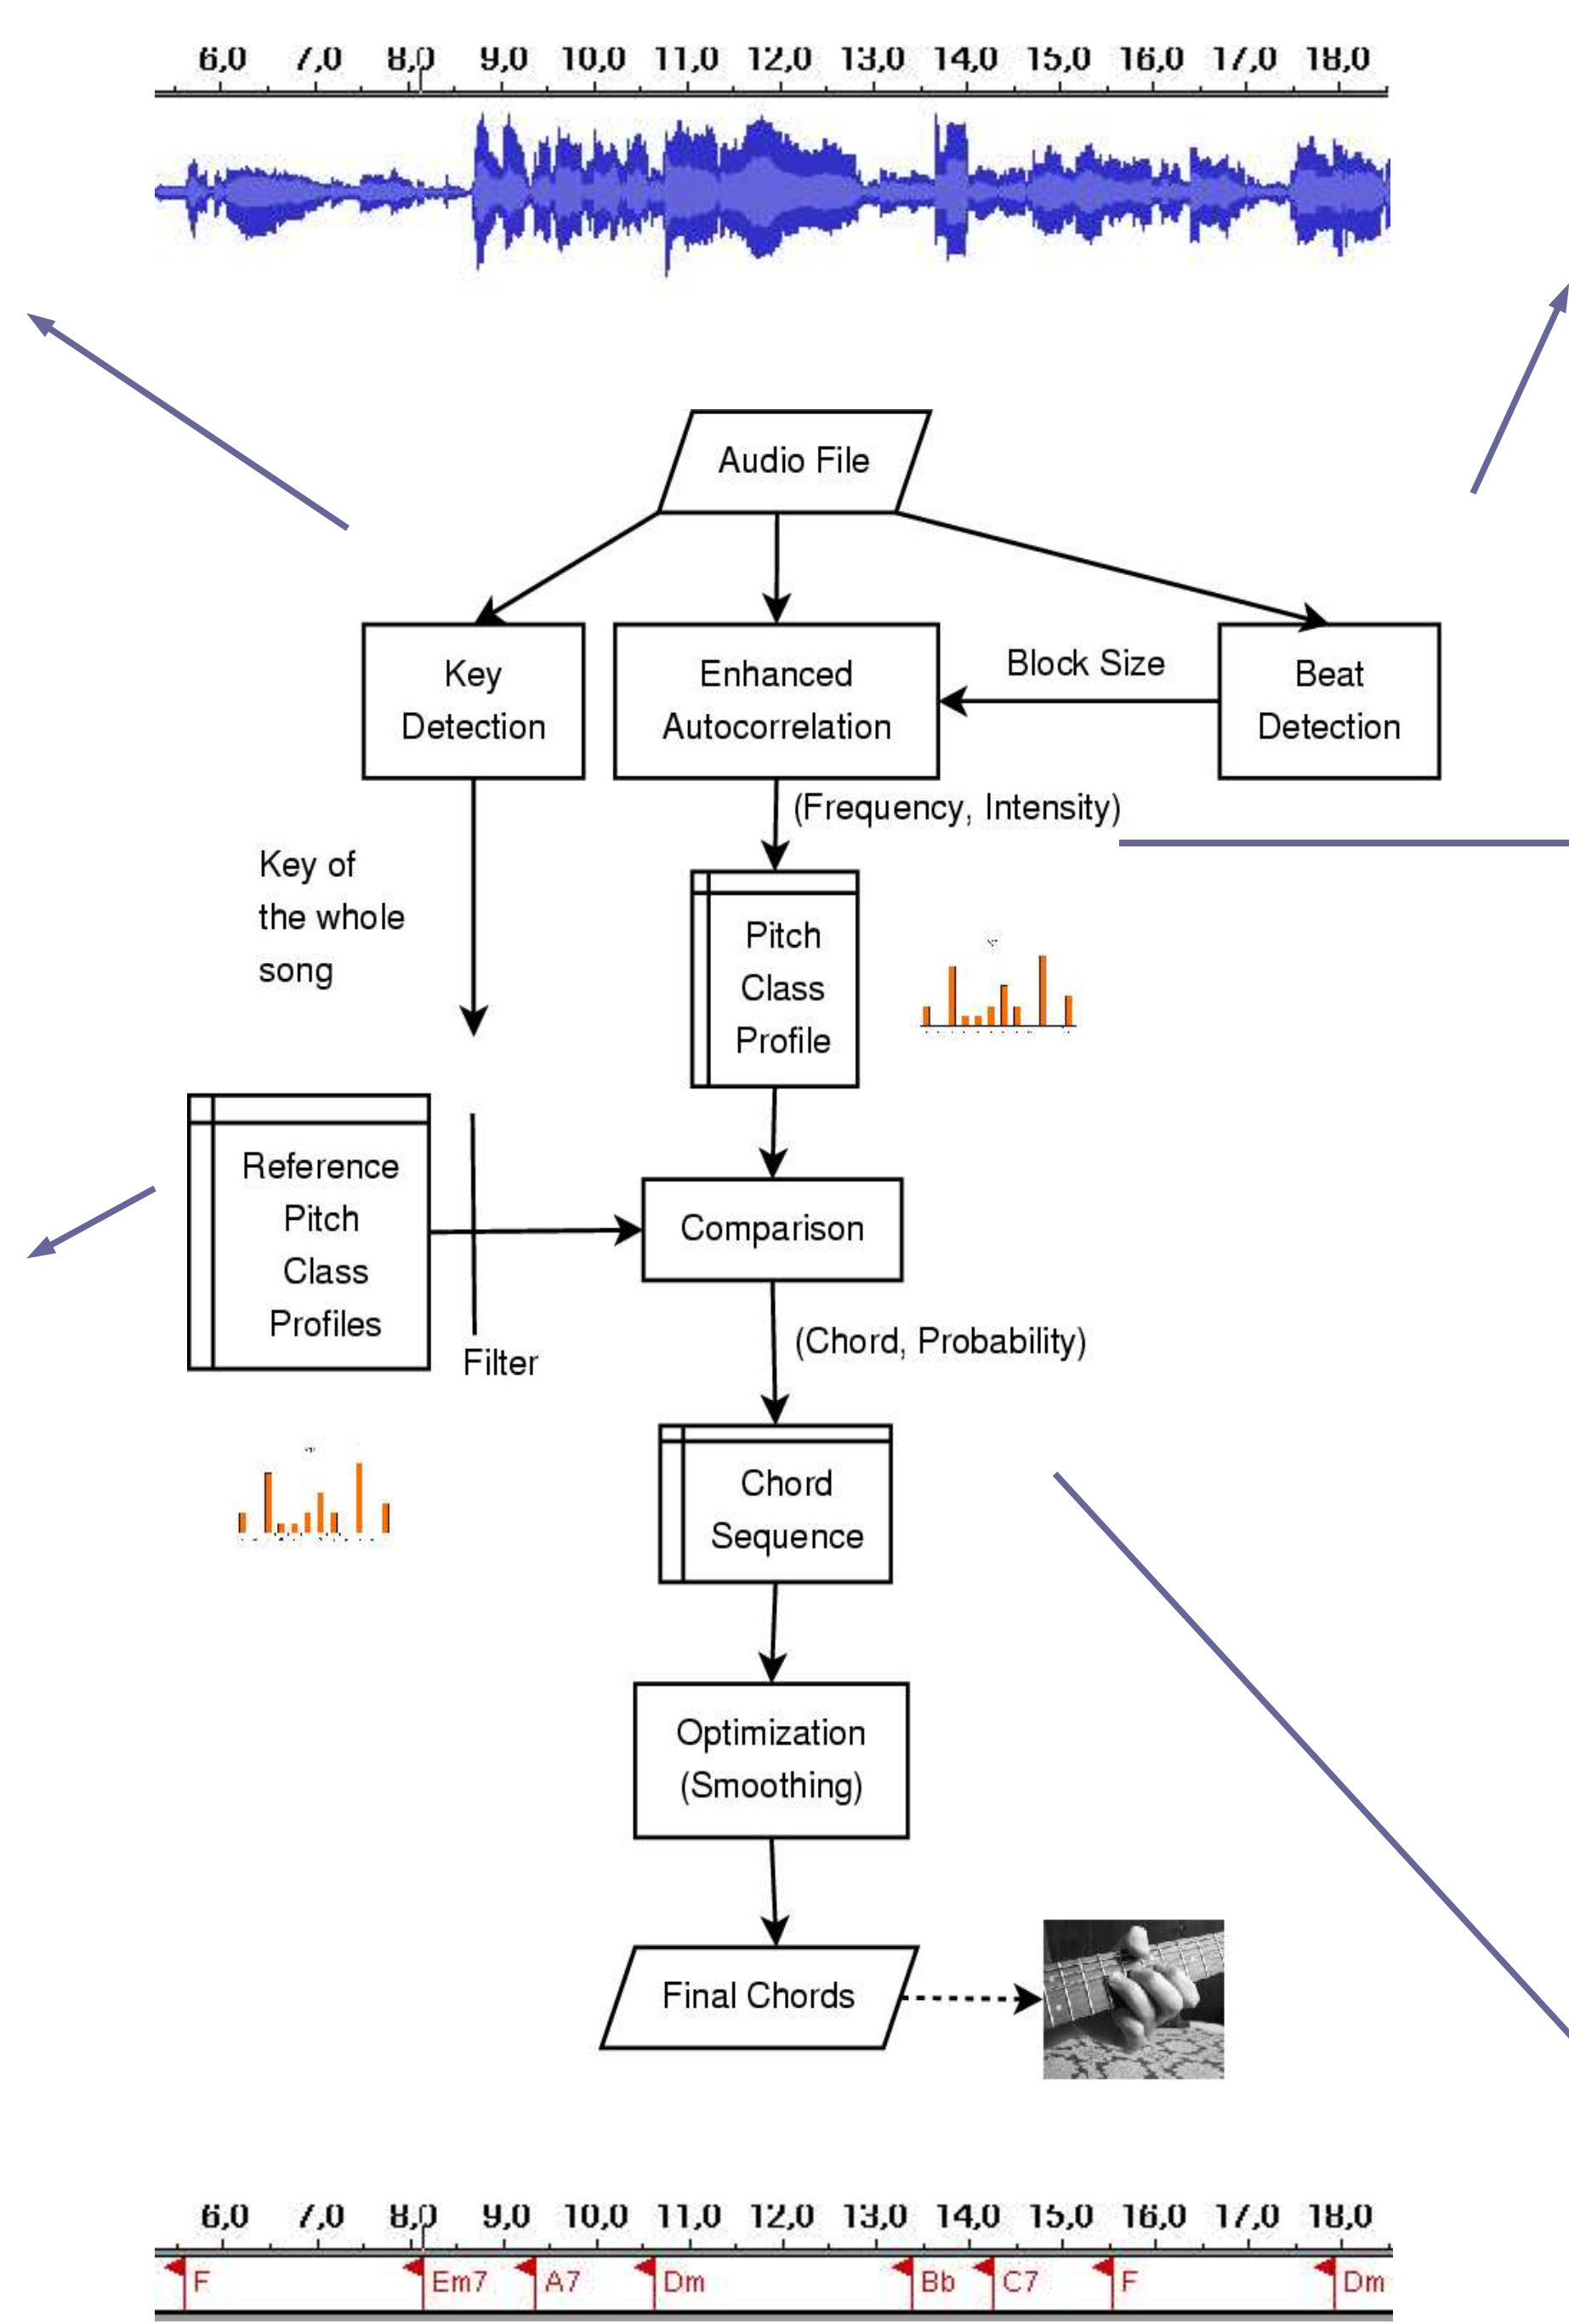 6,0 7,0 8,0 9,0 10,0 11,0 12,0 13,0 14,0 15,0 16,0 17,0 18,0
Audio File
Key
Detection
Enhanced
Autocorrelation
Block Size
Beat
Detection
(Frequency, Intensity)
Key of
the whole
song
Pitch
Class
Profile
Reference
Pitch
Class
Profiles
Filter
Comparison
(Chord, Probability)
Chord
Sequence
Optimization
(Smoothing)
Final Chords
6,0 7,0 8,0 9,0 10,0 11,0 12,0 13,0 14,0 15,0 16,0 17,0 18,0
F Em7 A7 Dm Bb C7 F Dm